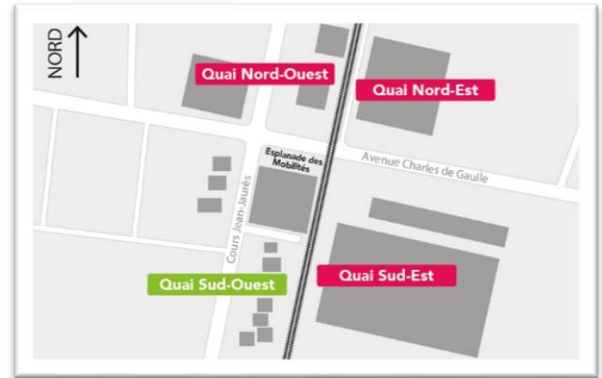 NORD
Quai Nord-Ouest
Quai Nord-Est
Esplanade des
Mobilités
Avenue Charles de Gaulle
Cours Jean-Jaurès
Quai Sud-Est
Quai Sud-Ouest